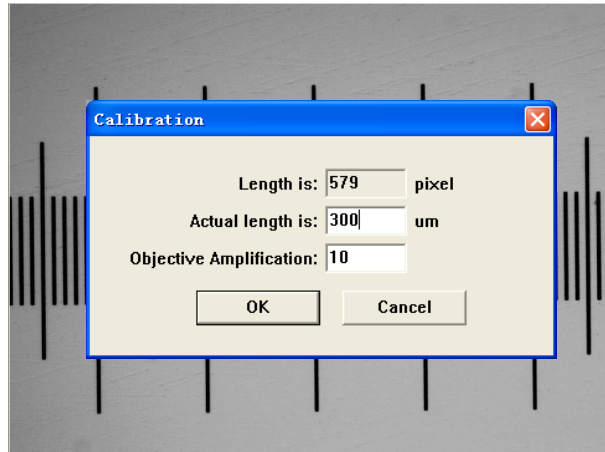 Calibration
Length is: 579 pixel
Actual length is: 300 um
Objective Amplification: 10
OK Cancel